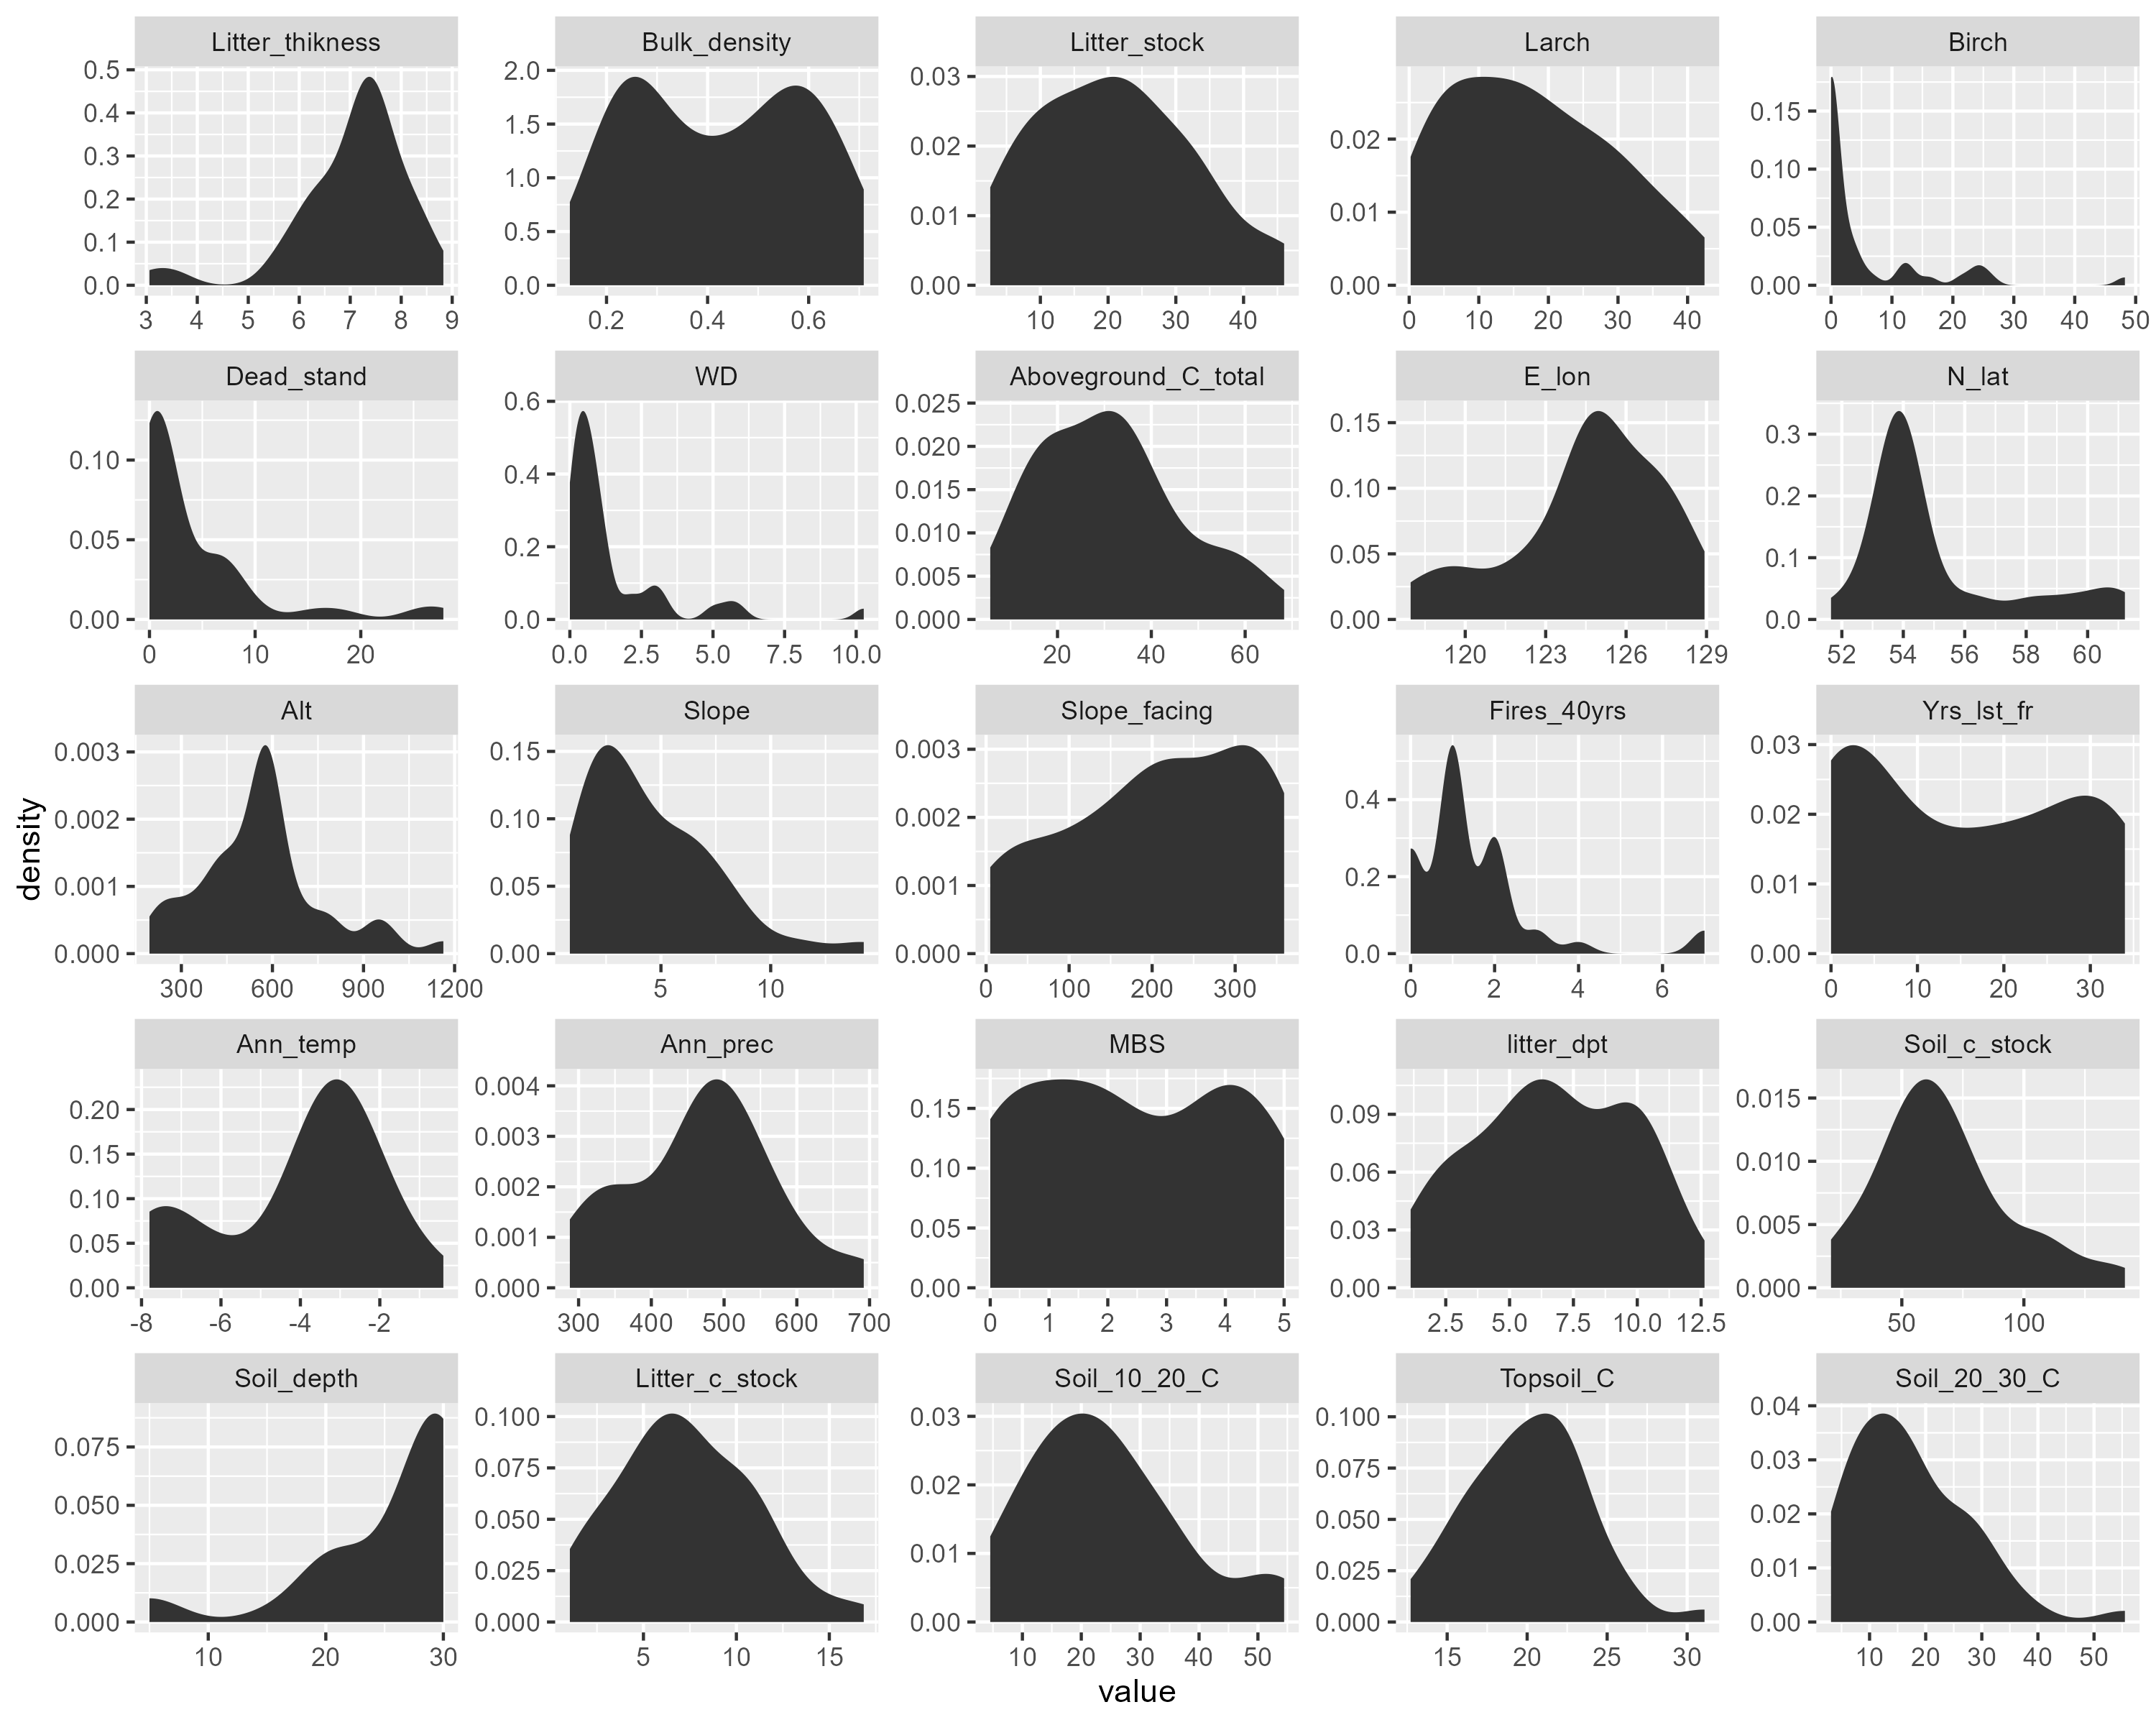 Litter_thikness Bulk_density Litter_stock Larch Birch
0.5 0.4 0.3 0.2 0.1 0.0
2.0 1.5 1.0 0.5 0.0
0.03 0.02 0.01 0.00
0.02 0.01 0.00
0.15 0.10 0.05 0.00
3 4 5 6 7 8 9
0.2 0.4 0.6
10 20 30 40
0 10 20 30 40
0 10 20 30 40 50
Dead_stand WD Aboveground_C_total E_lon N_lat
0.10 0.05 0.00
0.6 0.4 0.2 0.0
0.025 0.020 0.015 0.010 0.005 0.000
0.15 0.10 0.05 0.00
0.3 0.2 0.1 0.0
0 10 20
0.0 2.5 5.0 7.5 10.0
20 40 60
120 123 126 129
52 54 56 58 60
Alt Slope Slope_facing Fires_40yrs Yrs_lst_fr
0.003 0.002 0.001 0.000
0.15 0.10 0.05 0.00
0.003 0.002 0.001 0.000
0.4 0.2 0.0
0.03 0.02 0.01 0.00
300 600 900 1200
5 10
0 100 200 300
0 2 4 6
0 10 20 30
density
Ann_temp Ann_prec MBS litter_dpt Soil_c_stock
0.20 0.15 0.10 0.05 0.00
0.004 0.003 0.002 0.001 0.000
0.15 0.10 0.05 0.00
0.09 0.06 0.03 0.00
0.015 0.010 0.005 0.000
-8 -6 -4 -2
300 400 500 600 700
0 1 2 3 4 5
2.5 5.0 7.5 10.0 12.5
50 100
Soil_depth Litter_c_stock Soil_10_20_C Topsoil_C Soil_20_30_C
0.075 0.050 0.025 0.000
0.100 0.075 0.050 0.025 0.000
0.03 0.02 0.01 0.00
0.100 0.075 0.050 0.025 0.000
0.04 0.03 0.02 0.01 0.00
10 20 30
5 10 15
10 20 30 40 50
15 20 25 30
10 20 30 40 50
value